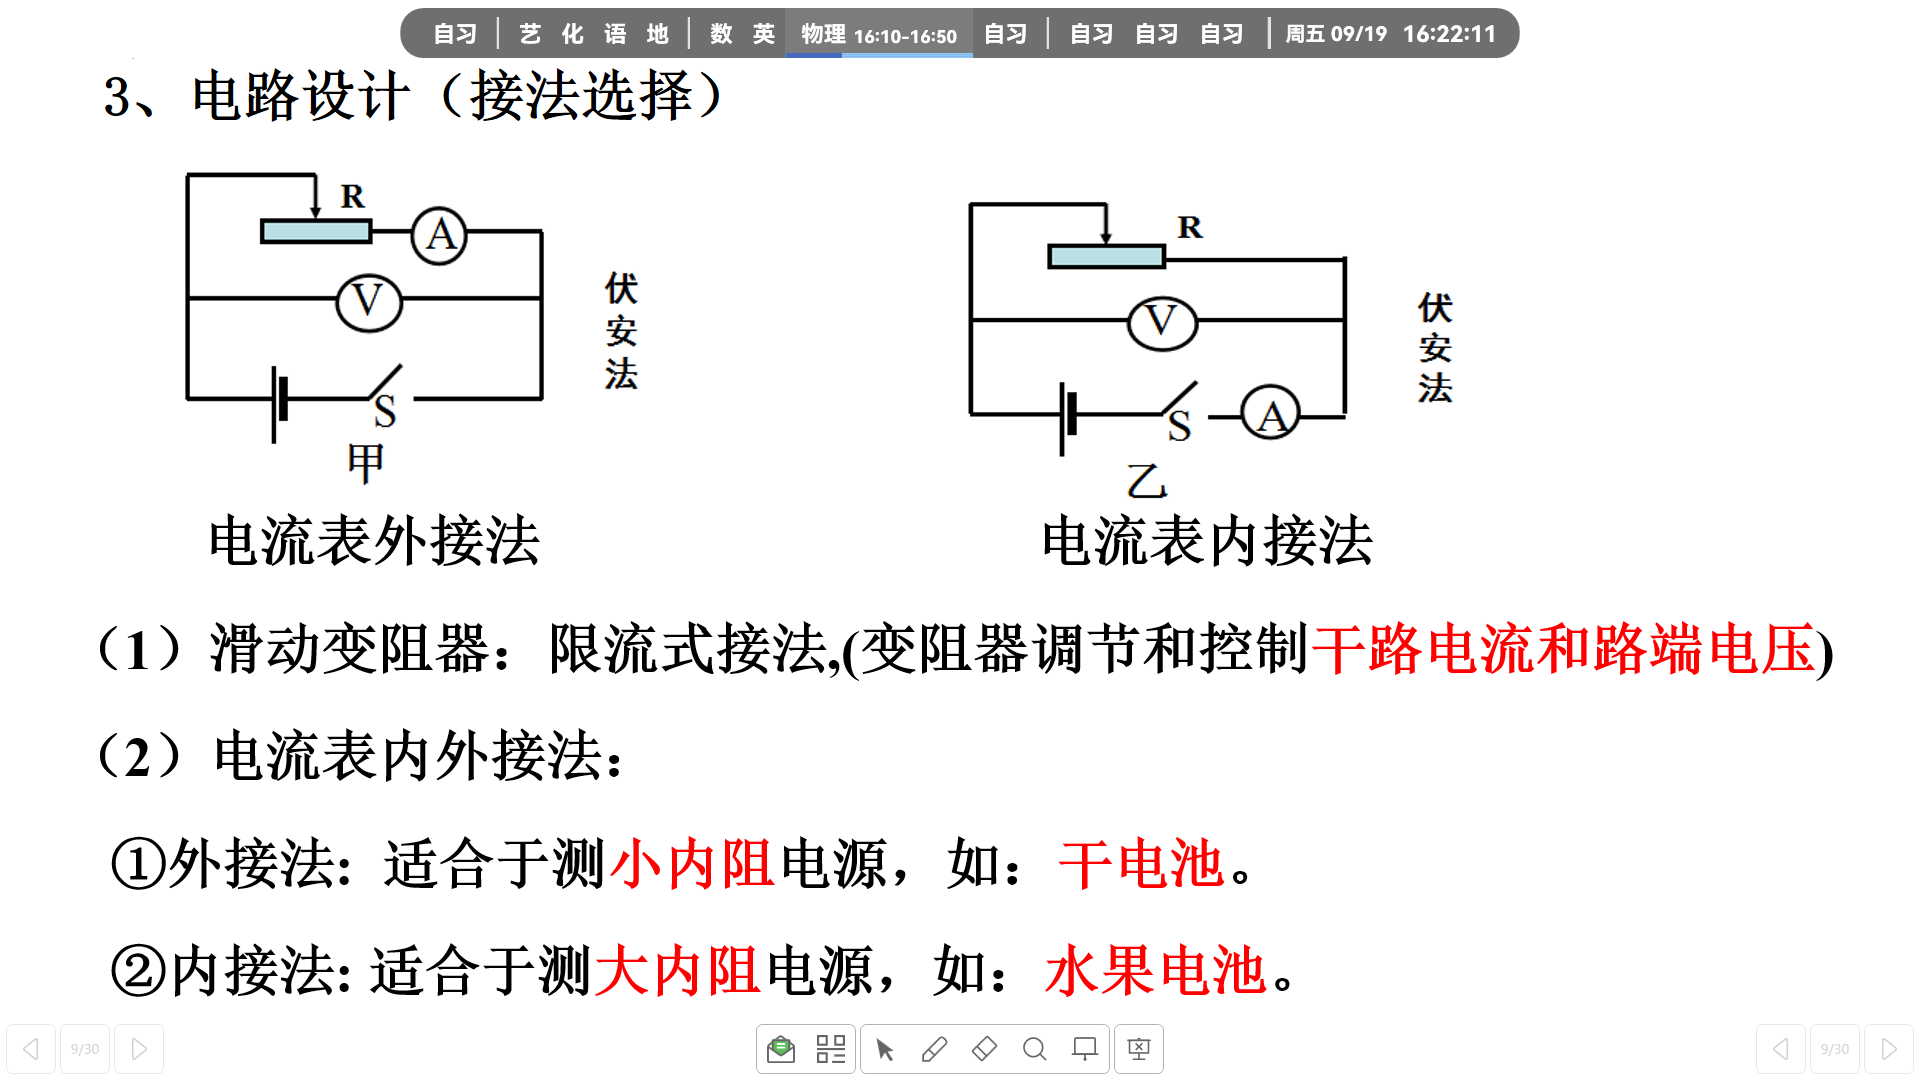 自习 艺 化 语 地 数 英 物理 16:10-16:50 自习 自习 自习 自习 周五 09/19 16:22:11
3、电路设计（接法选择）
R
A
V
S
甲
伏安法
R
V
S
A
乙
伏安法
电流表外接法
电流表内接法
（1）滑动变阻器：限流式接法,(变阻器调节和控制干路电流和路端电压)
（2）电流表内外接法：
①外接法：适合于测小内阻电源，如：干电池。
②内接法：适合于测大内阻电源，如：水果电池。
9/30
9/30